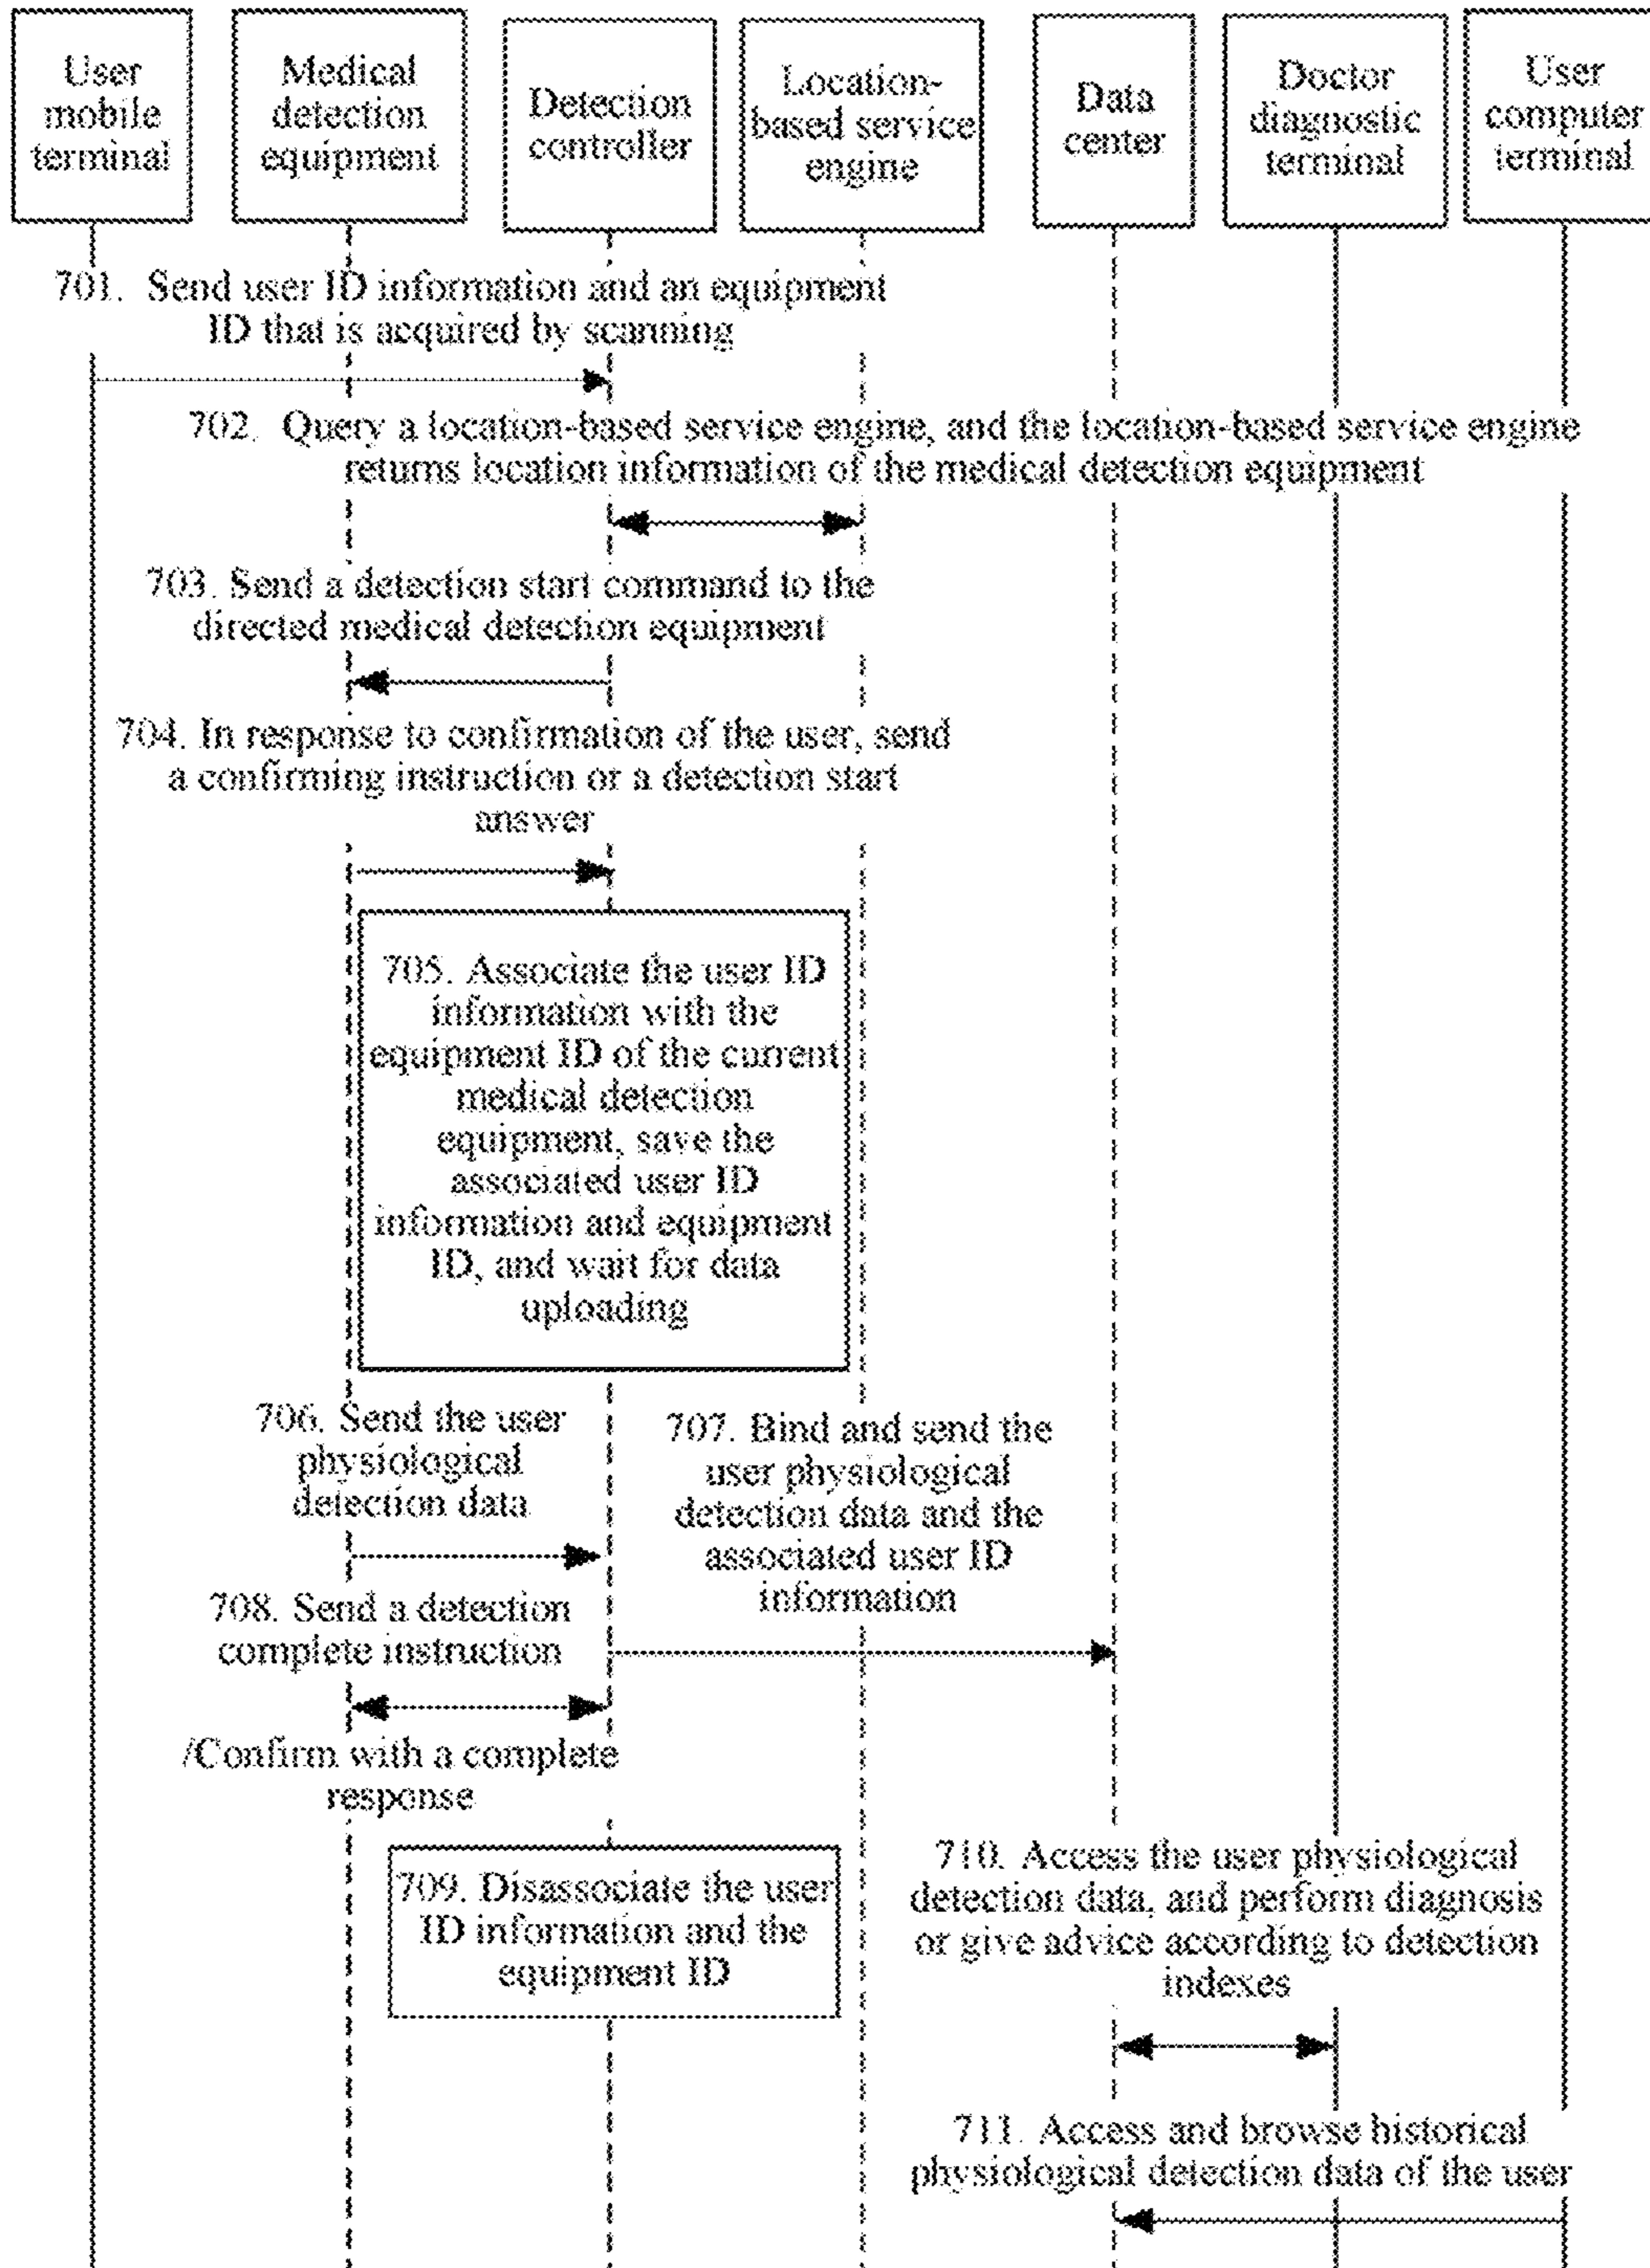 User
mobile
terminal
Medical
detection
equipment
Detection
controller
Location-
based service
engine
Data
center
Doctor
diagnostic
terminal
User
computer
terminal
701. Send user ID information and an equipment
ID that is acquired by scanning
702. Query a location-based service engine, and the location-based service engine
returns location information of the medical detection equipment
703. Send a detection start command to the
directed medical detection equipment
704. In response to confirmation of the user, send
a confirming instruction or a detection start
answer
705. Associate the user ID
information with the
equipment ID of the current
medical detection
equipment, save the
associated user ID
information and equipment
ID, and wait for data
uploading
706. Send the user
physiological
detection data
707. Bind and send the
user physiological
detection data and the
associated user ID
information
708. Send a detection
complete instruction
/Confirm with a complete
response
709. Disassociate the user
ID information and the
equipment ID
710. Access the user physiological
detection data, and perform diagnosis
or give advice according to detection
indexes
711. Access and browse historical
physiological detection data of the user